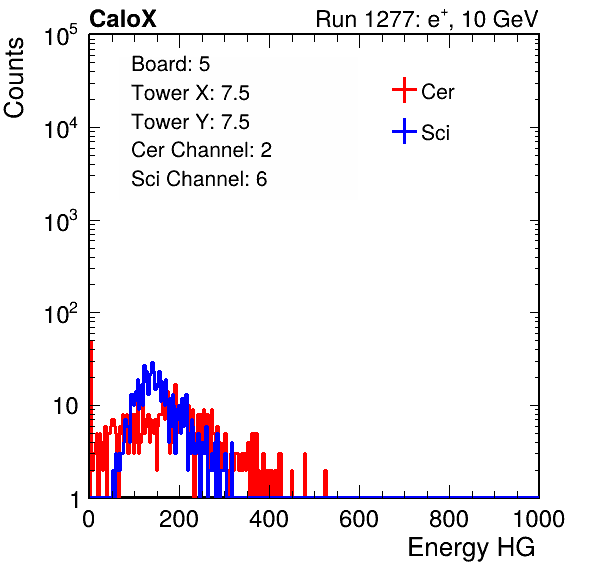 CaloX Run 1277: e⁺, 10 GeV
Counts
10⁵
10⁴
10³
10²
10
1
Board: 5
Tower X: 7.5
Tower Y: 7.5
Cer Channel: 2
Sci Channel: 6
Cer
Sci
0 200 400 600 800 1000
Energy HG